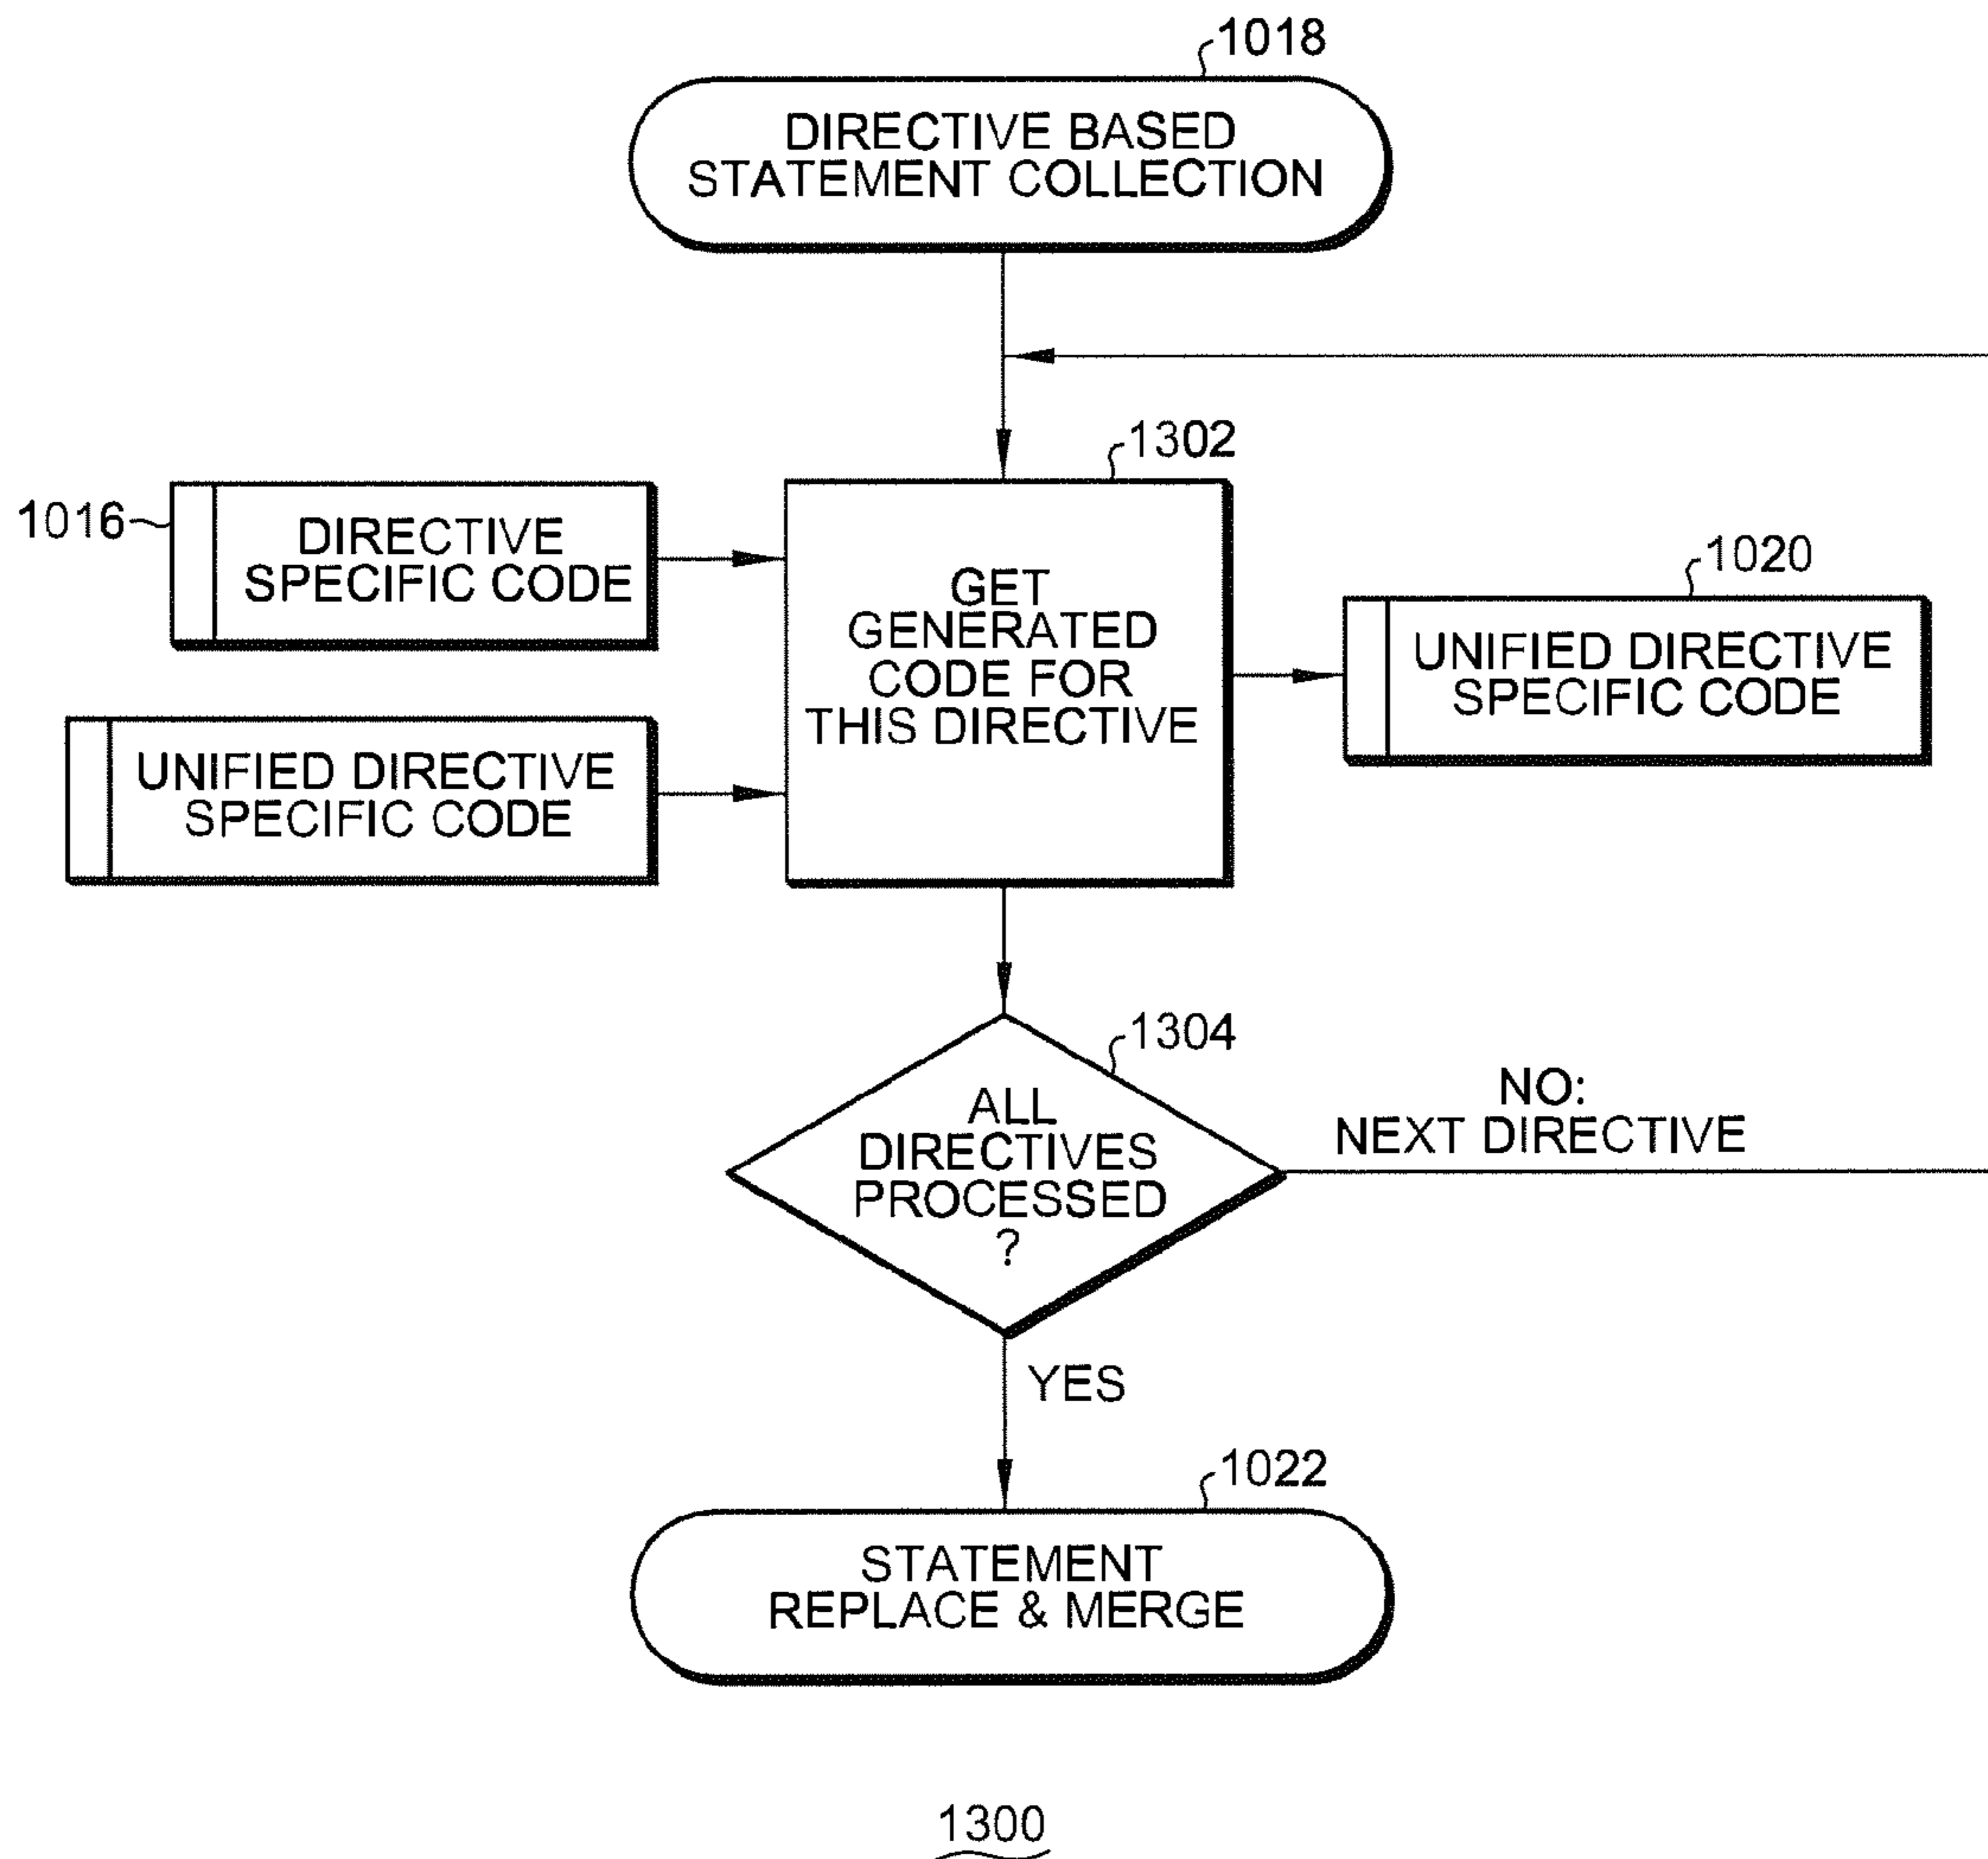 1018
DIRECTIVE BASED
STATEMENT COLLECTION
1302
1016
DIRECTIVE
SPECIFIC CODE
GET
GENERATED
CODE FOR
THIS DIRECTIVE
1020
UNIFIED DIRECTIVE
SPECIFIC CODE
UNIFIED DIRECTIVE
SPECIFIC CODE
1304
ALL
DIRECTIVES
PROCESSED
?
NO:
NEXT DIRECTIVE
YES
1022
STATEMENT
REPLACE & MERGE
1300